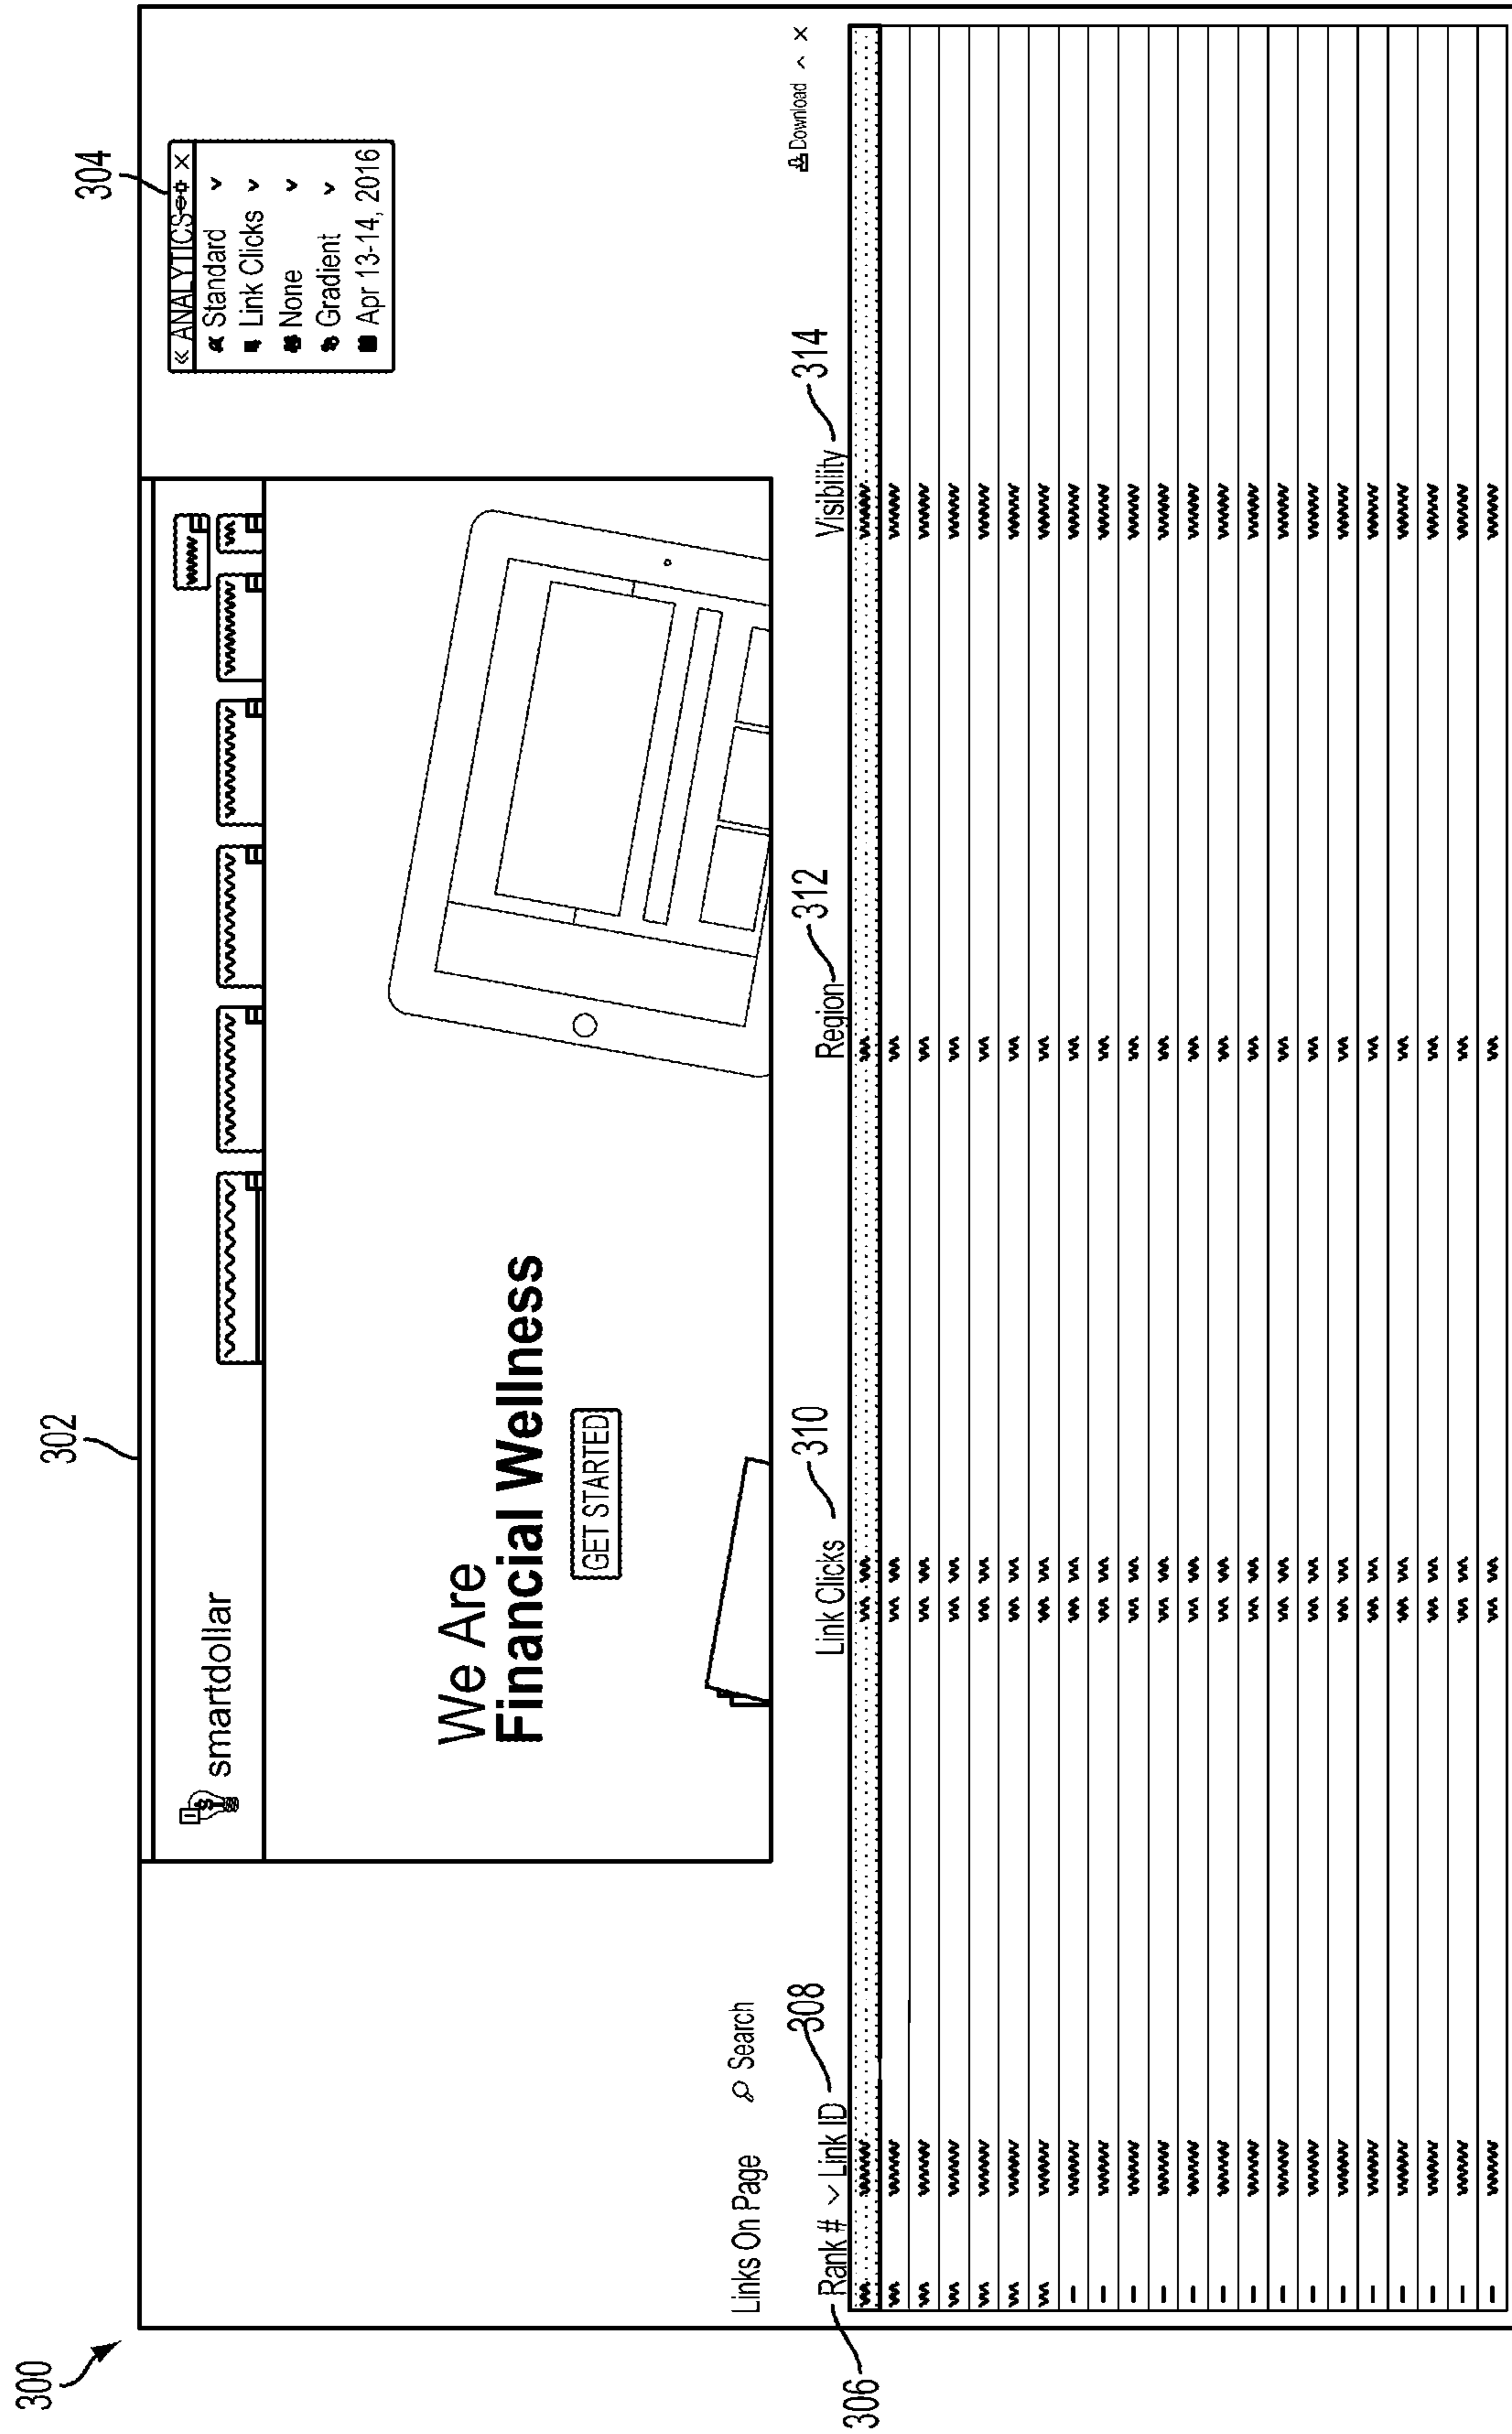 300
302
304
smartdollar
« ANALYTICS ×
Standard
Link Clicks
None
Gradient
Apr 13-14, 2016
We Are
Financial Wellness
GET STARTED
Links On Page Search
Download ×
306 Rank # Link ID 308 Link Clicks 310 Region 312 Visibility 314